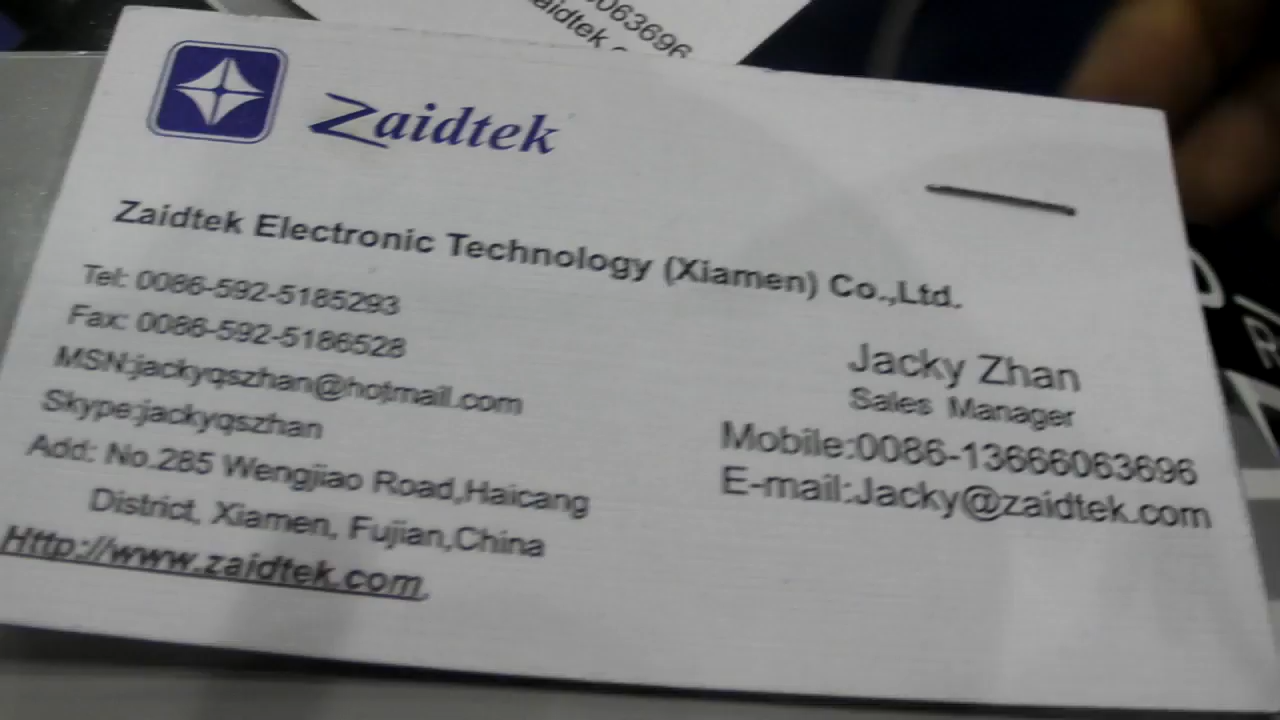 063696
aidtek
Zaidtek
Zaidtek Electronic Technology (Xiamen) Co.,Ltd.
Tel: 0086-592-5185293
Fax: 0086-592-5186528
MSN:jackyqszhan@hotmail.com
Skype:jackyqszhan
Add: No.285 Wengjiao Road,Haicang
District, Xiamen, Fujian,China
Http://www.zaidtek.com
Jacky Zhan
Sales Manager
Mobile:0086-13666063696
E-mail:Jacky@zaidtek.com